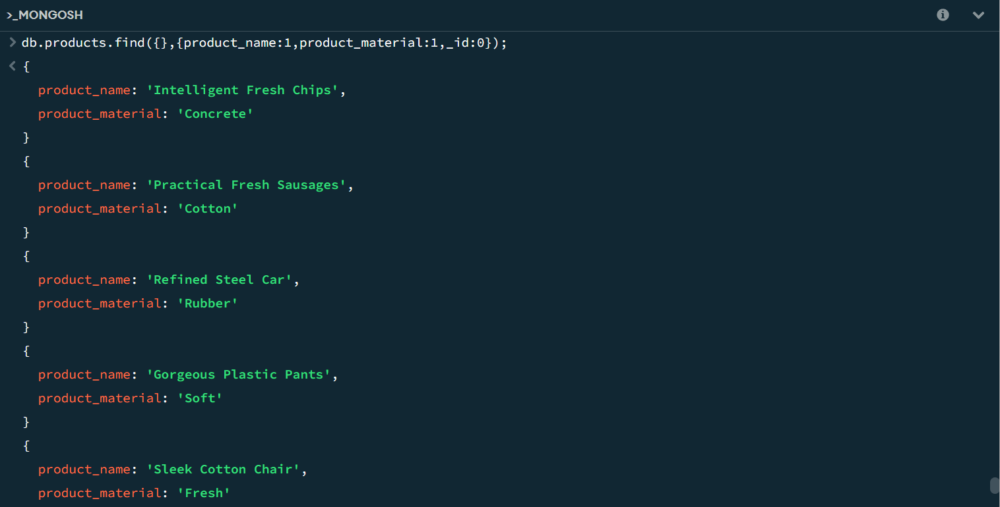 >_MONGOSH
> db.products.find({},{product_name:1,product_material:1,_id:0});
< {
product_name: 'Intelligent Fresh Chips',
product_material: 'Concrete'
}
{
product_name: 'Practical Fresh Sausages',
product_material: 'Cotton'
}
{
product_name: 'Refined Steel Car',
product_material: 'Rubber'
}
{
product_name: 'Gorgeous Plastic Pants',
product_material: 'Soft'
}
{
product_name: 'Sleek Cotton Chair',
product_material: 'Fresh'